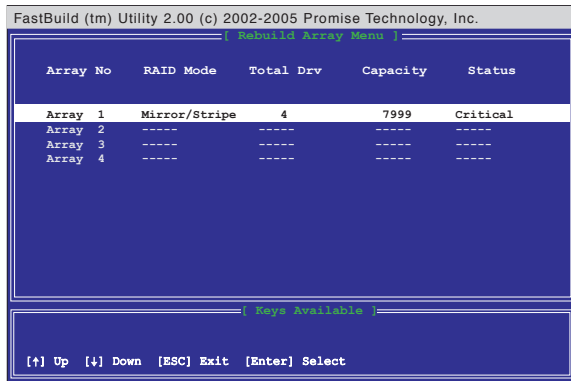 FastBuild (tm) Utility 2.00 (c) 2002-2005 Promise Technology, Inc.
[ Rebuild Array Menu ]
Array No RAID Mode Total Drv Capacity Status
Array 1 Mirror/Stripe 4 7999 Critical
Array 2 ----- ----- ----- -----
Array 3 ----- ----- ----- -----
Array 4 ----- ----- ----- -----
[ Keys Available ]
[↑] Up [↓] Down [ESC] Exit [Enter] Select